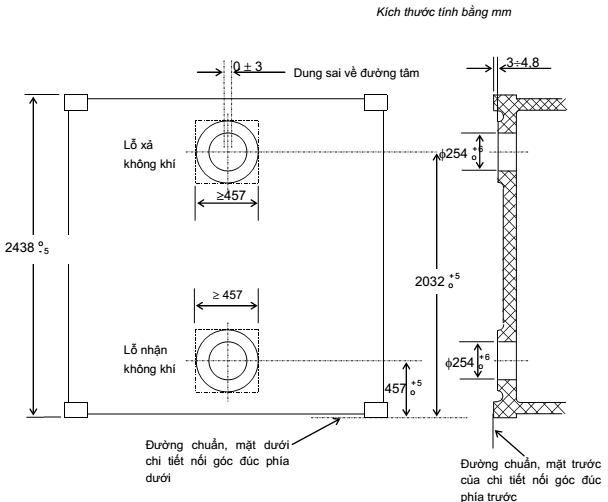 Kích thước tính bằng mm
0 ± 3
Dung sai về đường tâm
3÷4,8
Lỗ xả
không khí
ϕ254 +6 0
≥457
2438 0 -5
2032 +5 0
≥ 457
Lỗ nhận
không khí
ϕ254 +6 0
457 +5 0
Đường chuẩn, mặt dưới
chi tiết nối góc đúc phía
dưới
Đường chuẩn, mặt trước
của chi tiết nối góc đúc
phía trước